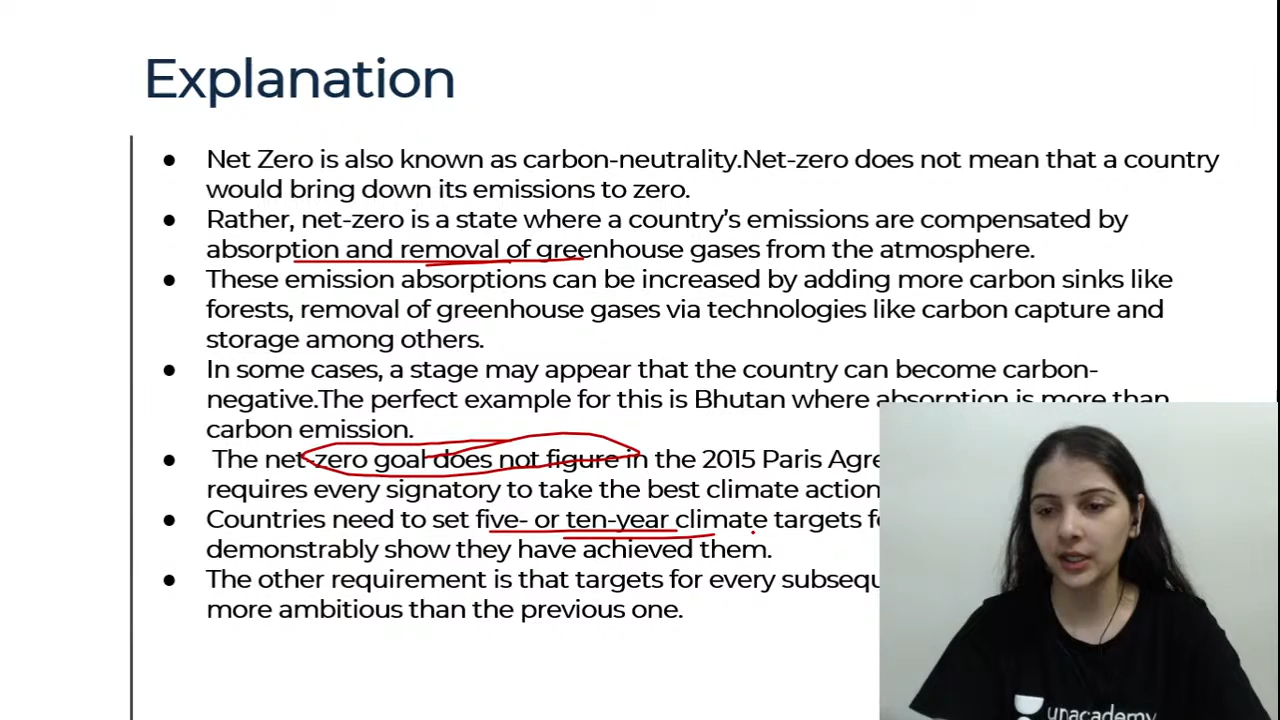 Explanation
● Net Zero is also known as carbon-neutrality.Net-zero does not mean that a country
would bring down its emissions to zero.
● Rather, net-zero is a state where a country's emissions are compensated by
absorption and removal of greenhouse gases from the atmosphere.
● These emission absorptions can be increased by adding more carbon sinks like
forests, removal of greenhouse gases via technologies like carbon capture and
storage among others.
● In some cases, a stage may appear that the country can become carbon-
negative.The perfect example for this is Bhutan where absorption is more than
carbon emission.
● The net-zero goal does not figure in the 2015 Paris
requires every signatory to take the best climate action
● Countries need to set five- or ten-year climate targets
demonstrably show they have achieved them.
● The other requirement is that targets for every
more ambitious than the previous one.
unacademy